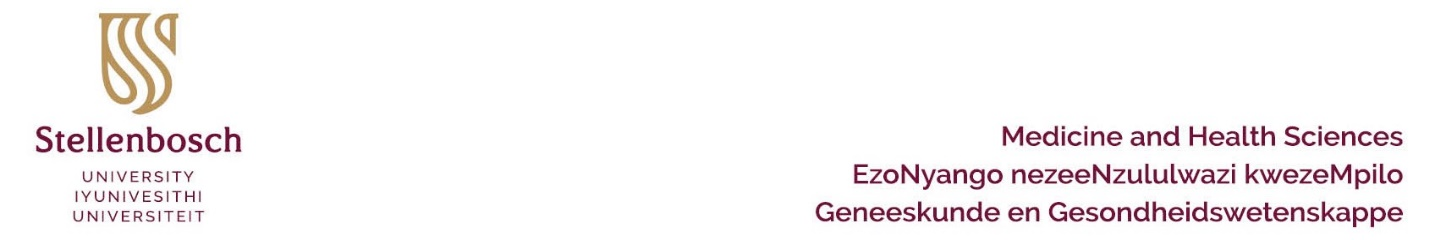 Stellenbosch
UNIVERSITY
IYUNIVESITHI
UNIVERSITEIT
Medicine and Health Sciences
EzoNyango nezeeNzululwazi kwezeMpilo
Geneeskunde en Gesondheidswetenskappe